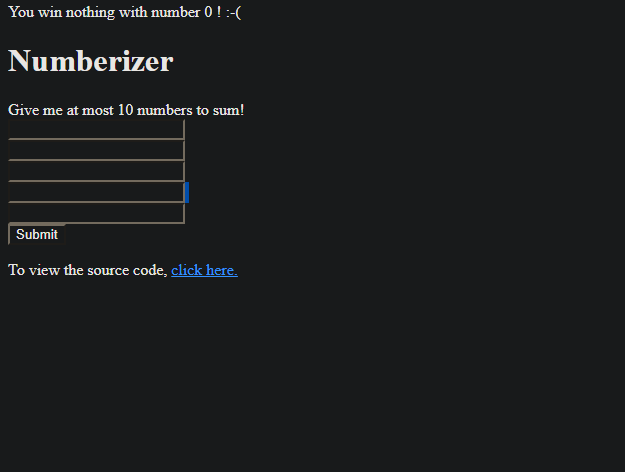 You win nothing with number 0 ! :-(
Numberizer
Give me at most 10 numbers to sum!
Submit
To view the source code, click here.